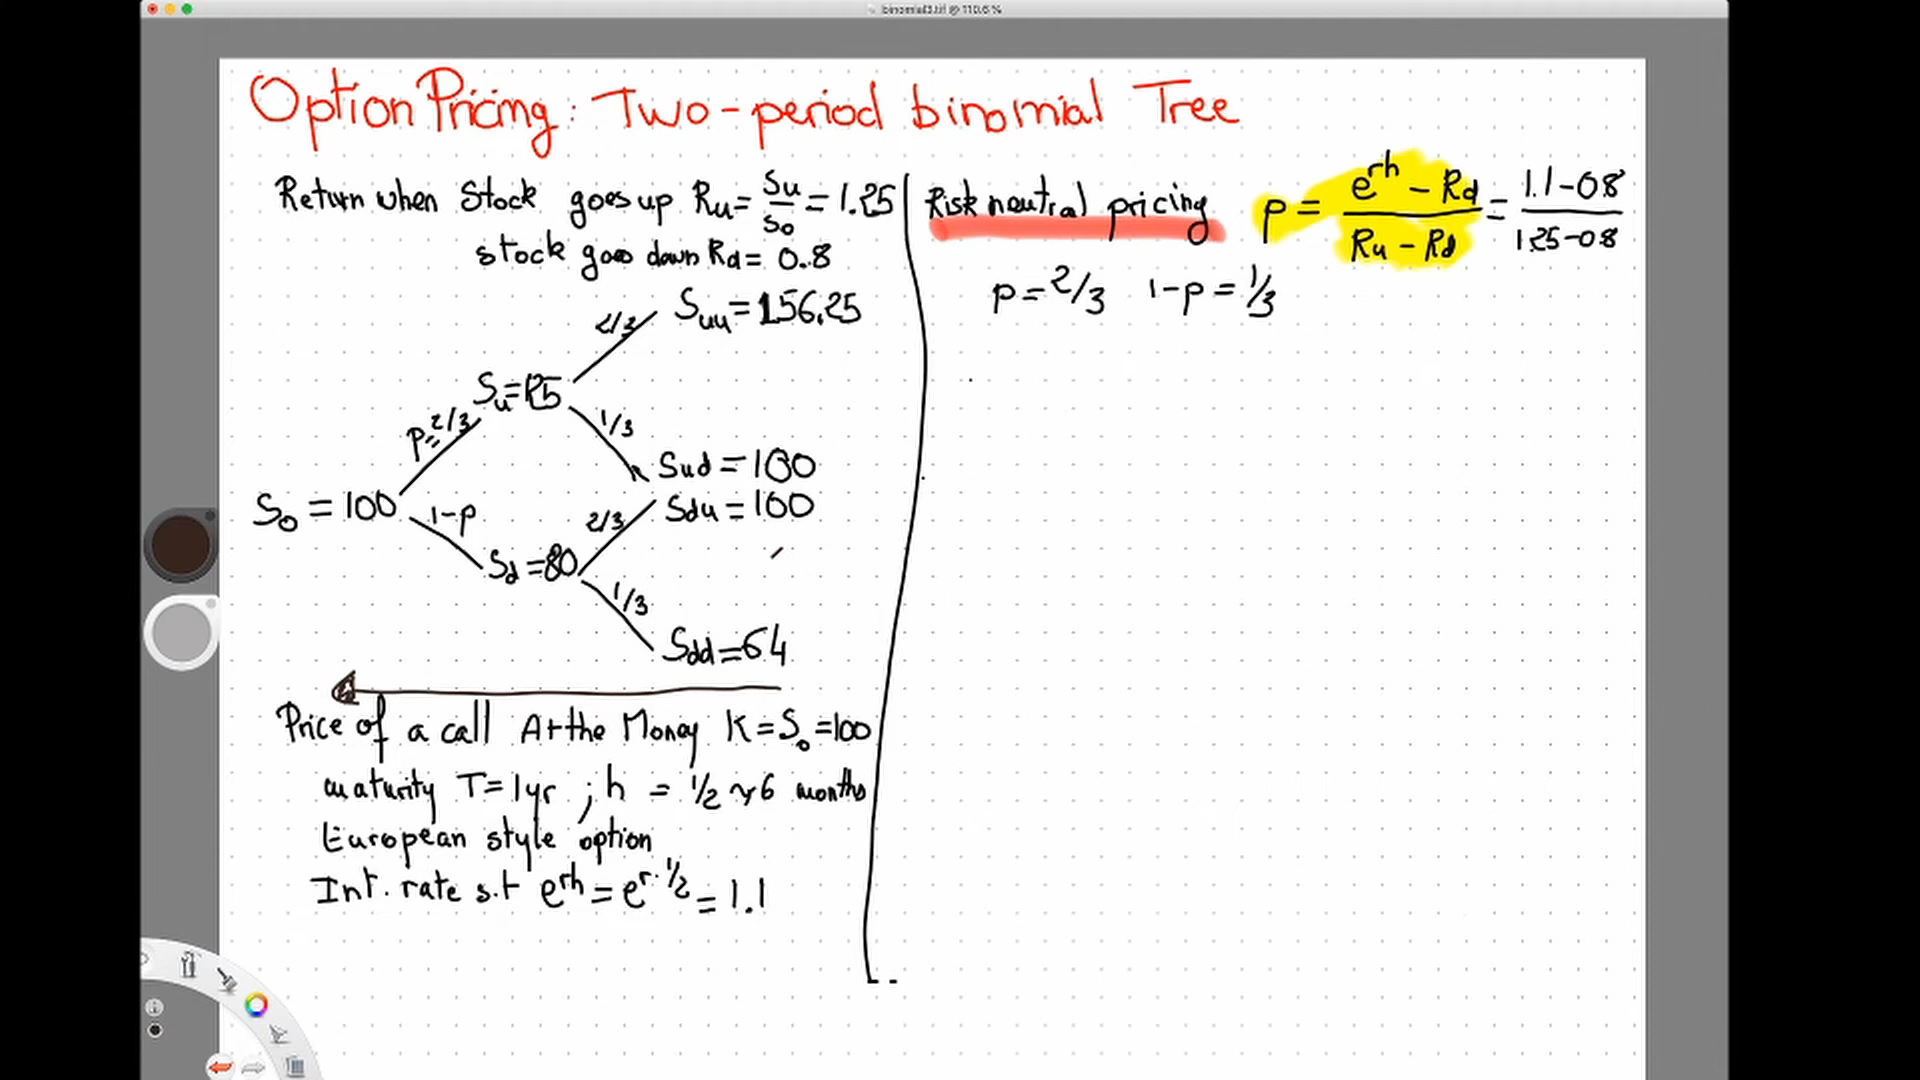 binomial3.tif @ 110.6 %
Option Pricing: Two-period binomial Tree
Return when Stock goes up Ru = Su/So = 1.25
stock goes down Rd = 0.8
Suu = 156.25
2/3
Su = 125
p = 2/3
1/3
Sud = 100
So = 100
1-p
2/3
Sdu = 100
Sd = 80
1/3
Sdd = 64
Price of a call At the Money K = So = 100
maturity T = 1yr ; h = 1/2 ~ 6 months
European style option
Int. rate s.t e^rh = e^r·1/2 = 1.1
Risk neutral pricing p = (e^rh - Rd)/(Ru - Rd) = (1.1 - 0.8)/(1.25 - 0.8)
p = 2/3 1-p = 1/3